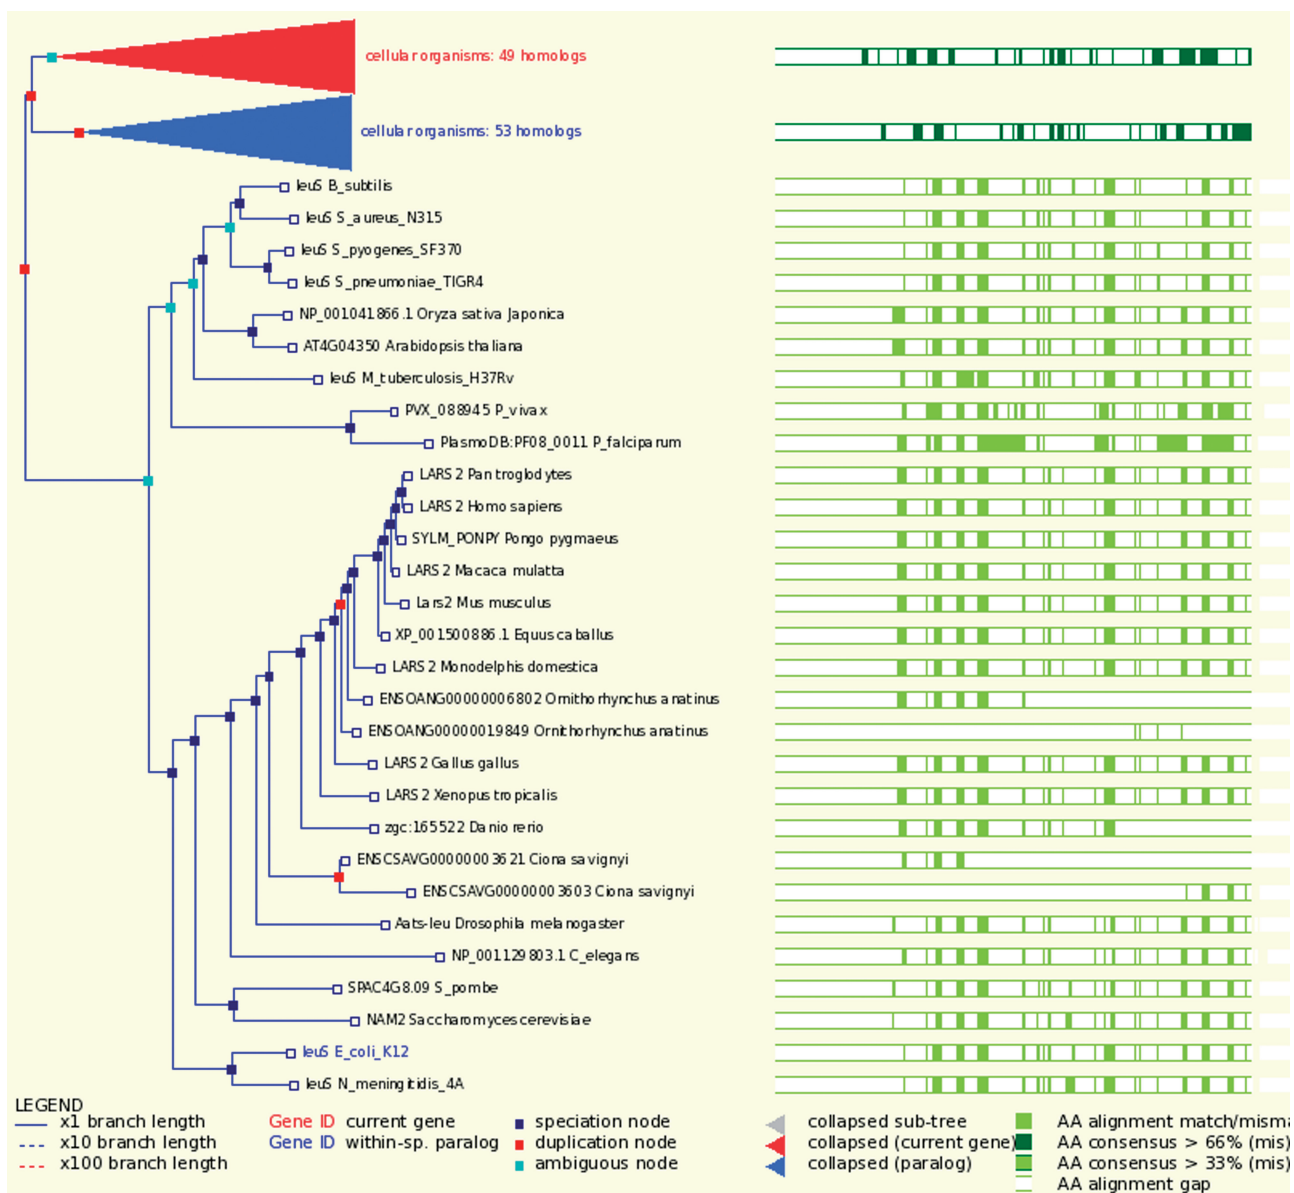 cellular organisms: 49 homologs
cellular organisms: 53 homologs
leuS B_subtilis
leuS S_aureus_N315
leuS S_pyogenes_SF370
leuS S_pneumoniae_TIGR4
NP_001041866.1 Oryza sativa Japonica
AT4G04350 Arabidopsis thaliana
leuS M_tuberculosis_H37Rv
PVX_088945 P_vivax
PlasmoDB:PF08_0011 P_falciparum
LARS2 Pan troglodytes
LARS2 Homo sapiens
SYLM_PONPY Pongo pygmaeus
LARS2 Macaca mulatta
Lars2 Mus musculus
XP_001500886.1 Equus caballus
LARS2 Monodelphis domestica
ENSOANG00000006802 Ornithorhynchus anatinus
ENSOANG00000019849 Ornithorhynchus anatinus
LARS2 Gallus gallus
LARS2 Xenopus tropicalis
zgc:165522 Danio rerio
ENSCSAVG00000003621 Ciona savignyi
ENSCSAVG00000003603 Ciona savignyi
Aats-leu Drosophila melanogaster
NP_001129803.1 C_elegans
SPAC4G8.09 S_pombe
NAM2 Saccharomyces cerevisiae
leuS E_coli_K12
leuS N_meningitidis_4A
LEGEND
x1 branch length
x10 branch length
x100 branch length
Gene ID current gene
Gene ID within-sp. paralog
speciation node
duplication node
ambiguous node
collapsed sub-tree
collapsed (current gene)
collapsed (paralog)
AA alignment match/misma
AA consensus > 66% (mis)
AA consensus > 33% (mis)
AA alignment gap